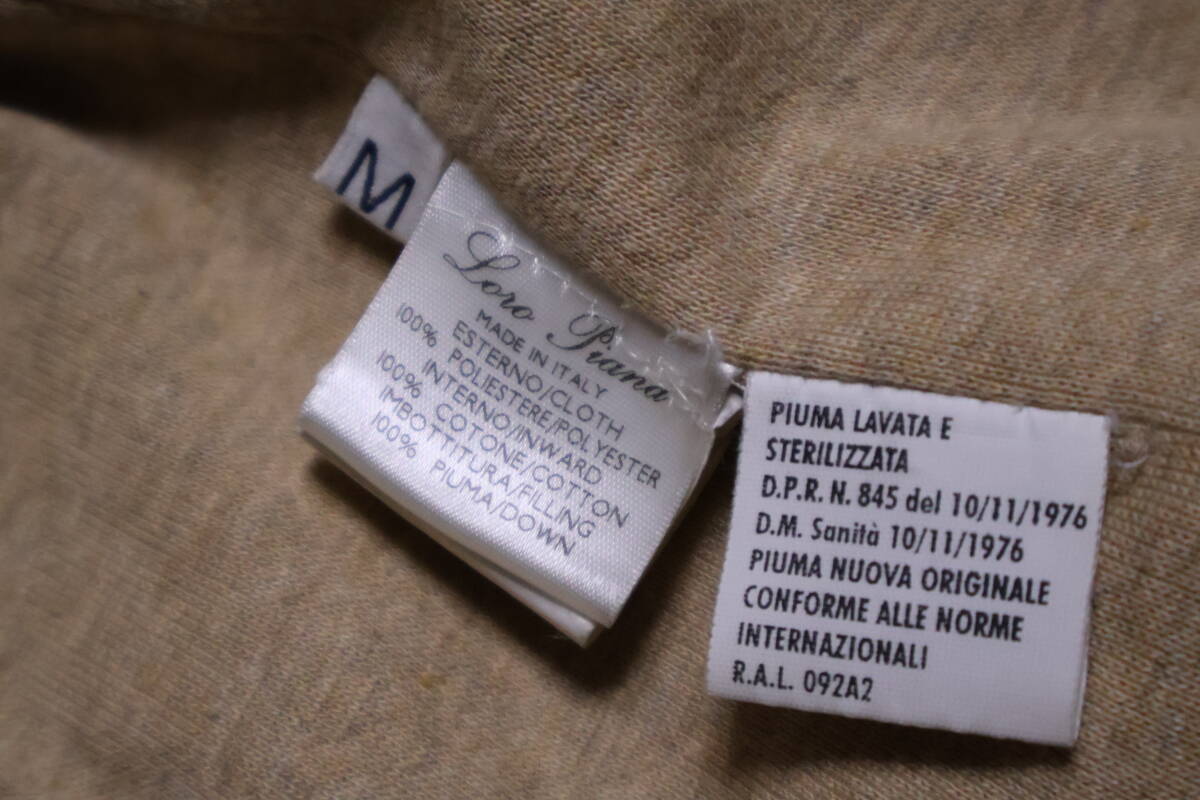 M
Loro Piana
MADE IN ITALY
ESTERNO/CLOTH
100% POLIESTERE/POLYESTER
INTERNO/INWARD
100% COTONE/COTTON
IMBOTTITURA/FILLING
100% PIUMA/DOWN
PIUMA LAVATA E
STERILIZZATA
D.P.R. N. 845 del 10/11/1976
D.M. Sanità 10/11/1976
PIUMA NUOVA ORIGINALE
CONFORME ALLE NORME
INTERNAZIONALI
R.A.L. 092A2